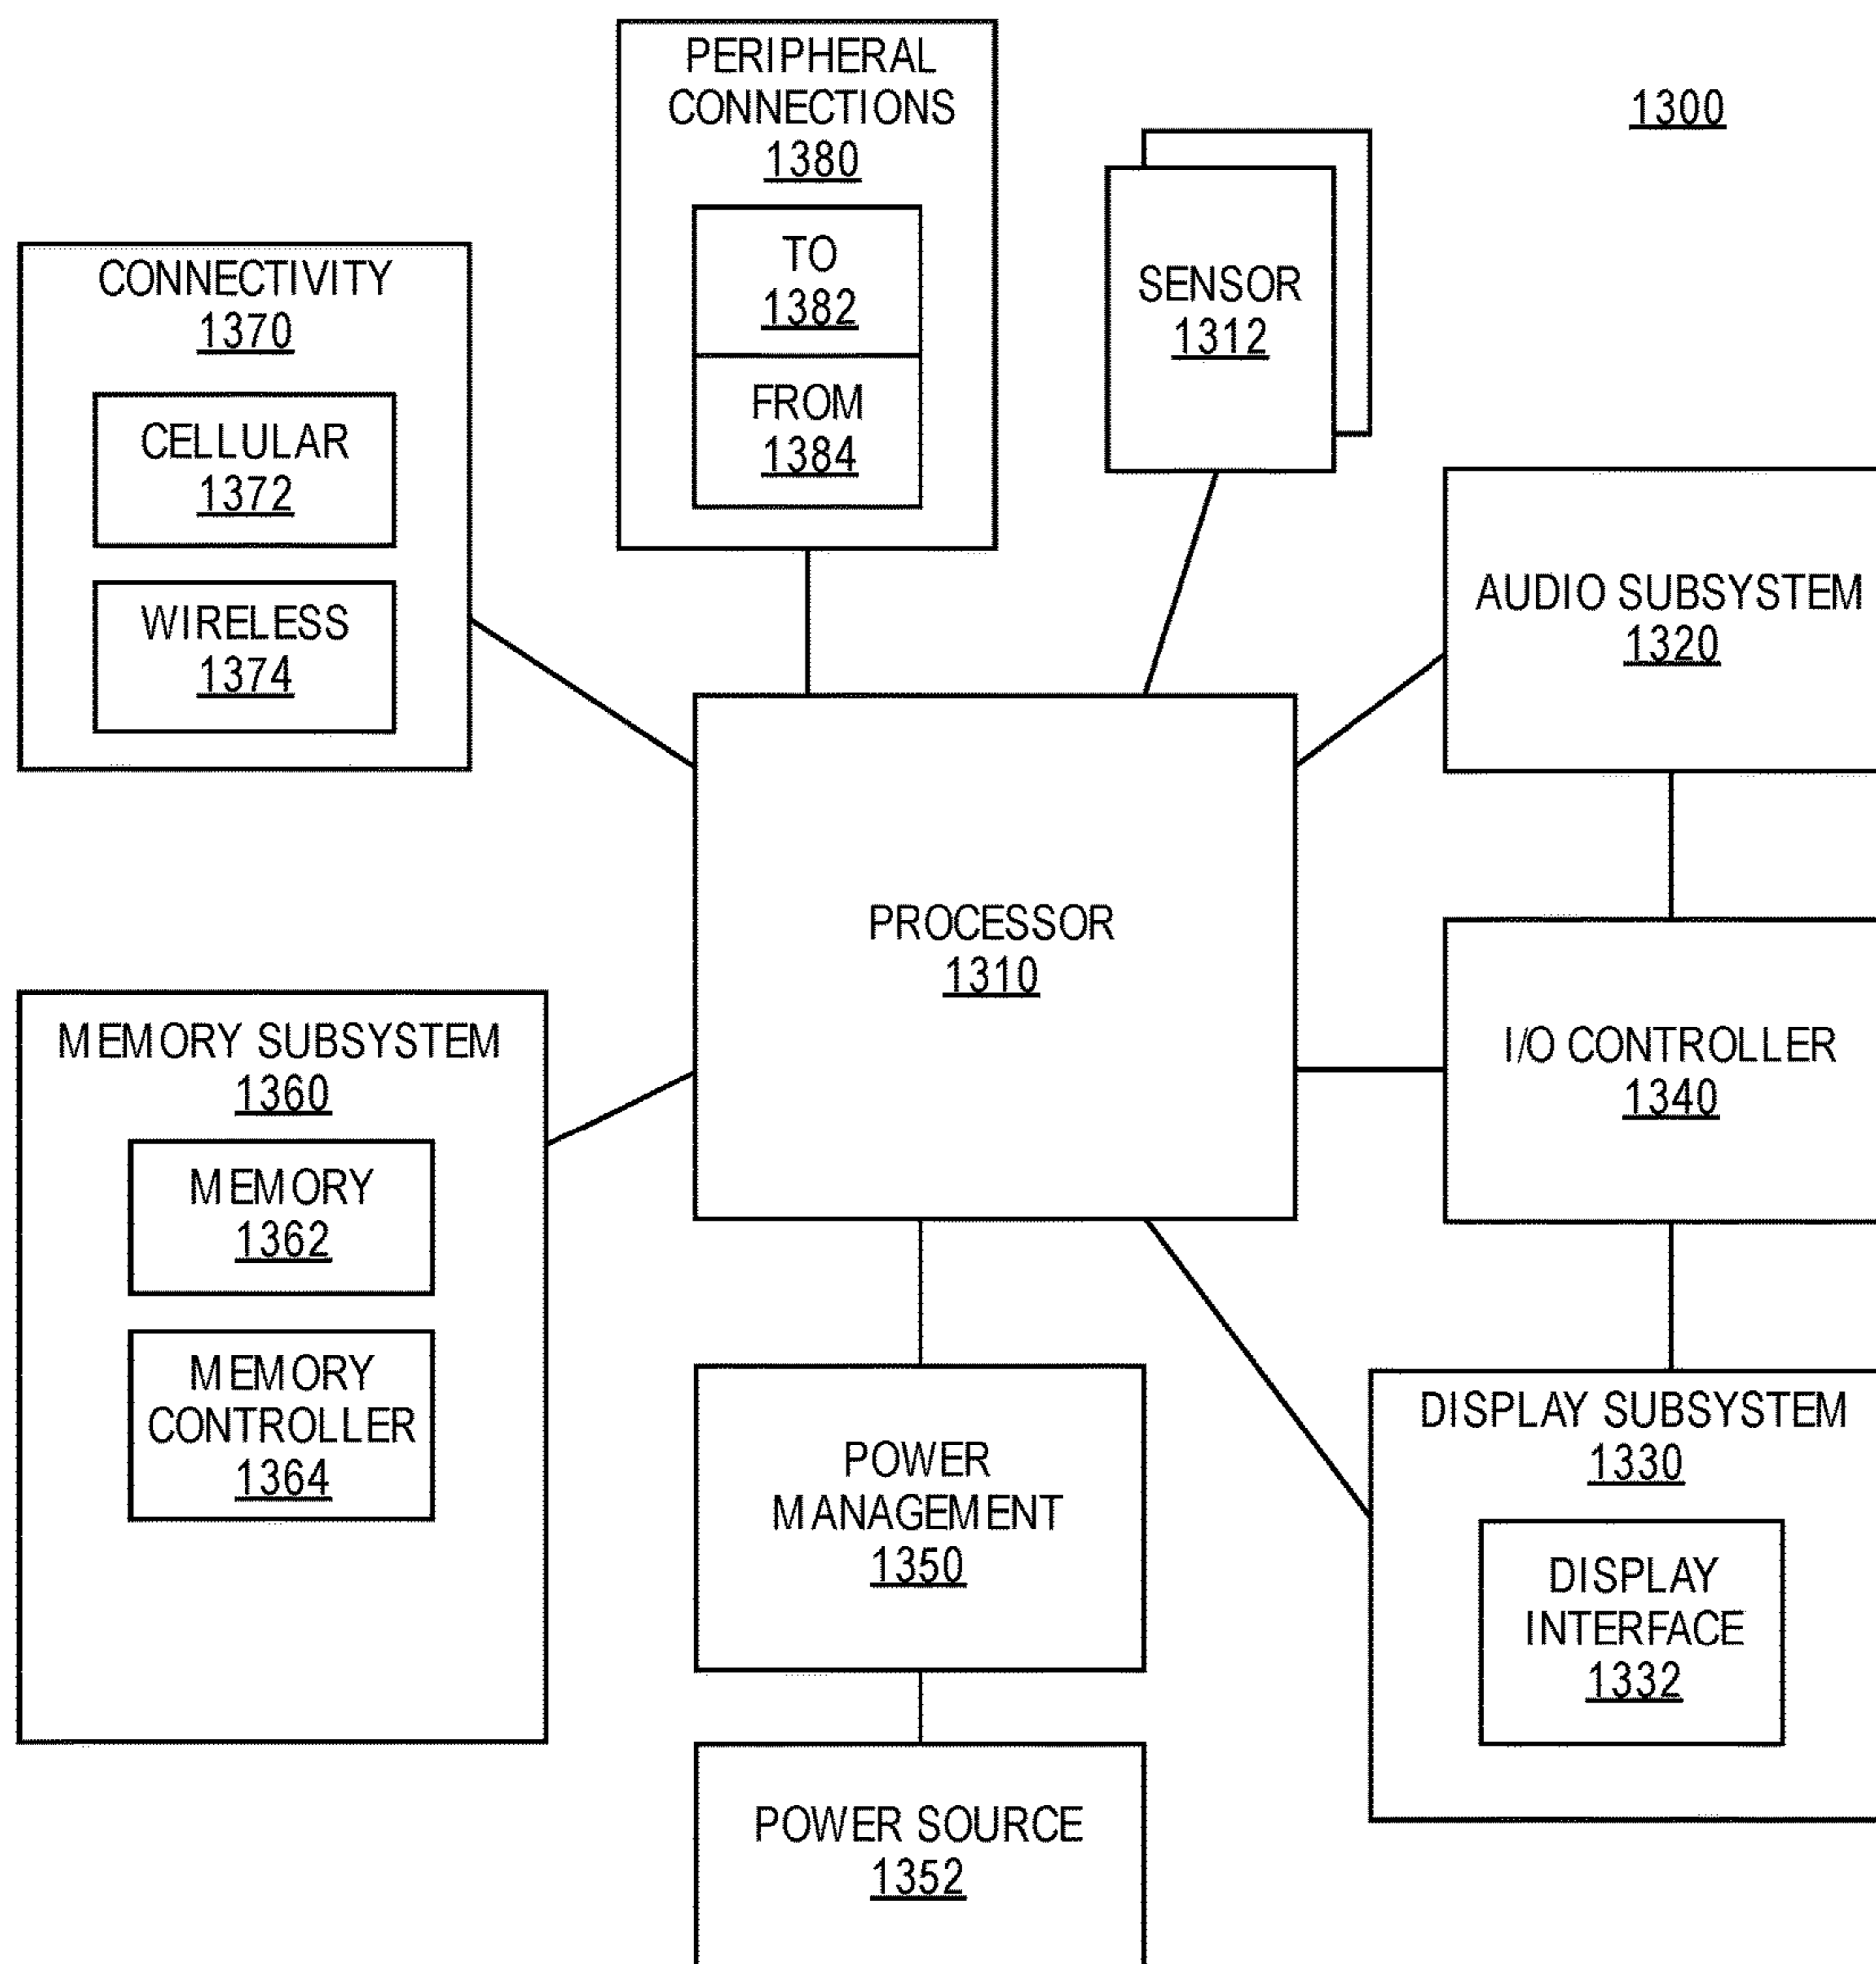 PERIPHERAL
CONNECTIONS
1380
TO
1382
FROM
1384
1300
SENSOR
1312
CONNECTIVITY
1370
CELLULAR
1372
WIRELESS
1374
AUDIO SUBSYSTEM
1320
PROCESSOR
1310
I/O CONTROLLER
1340
MEMORY SUBSYSTEM
1360
MEMORY
1362
MEMORY
CONTROLLER
1364
POWER
MANAGEMENT
1350
DISPLAY SUBSYSTEM
1330
DISPLAY
INTERFACE
1332
POWER SOURCE
1352